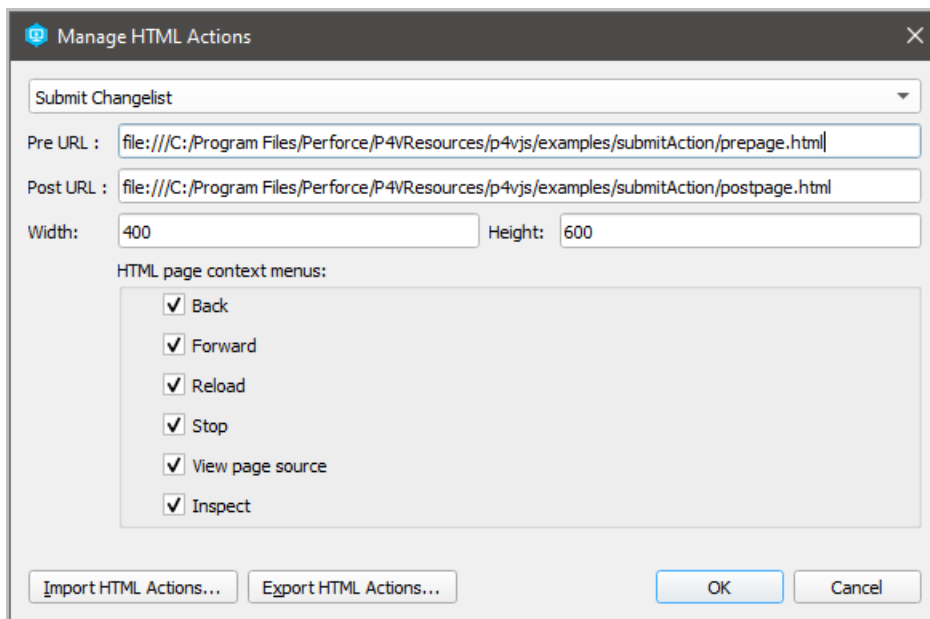 Manage HTML Actions
Submit Changelist
Pre URL : file:///C:/Program Files/Perforce/P4VResources/p4vjs/examples/submitAction/prepage.html
Post URL : file:///C:/Program Files/Perforce/P4VResources/p4vjs/examples/submitAction/postpage.html
Width: 400 Height: 600
HTML page context menus:
Back
Forward
Reload
Stop
View page source
Inspect
Import HTML Actions... Export HTML Actions... OK Cancel